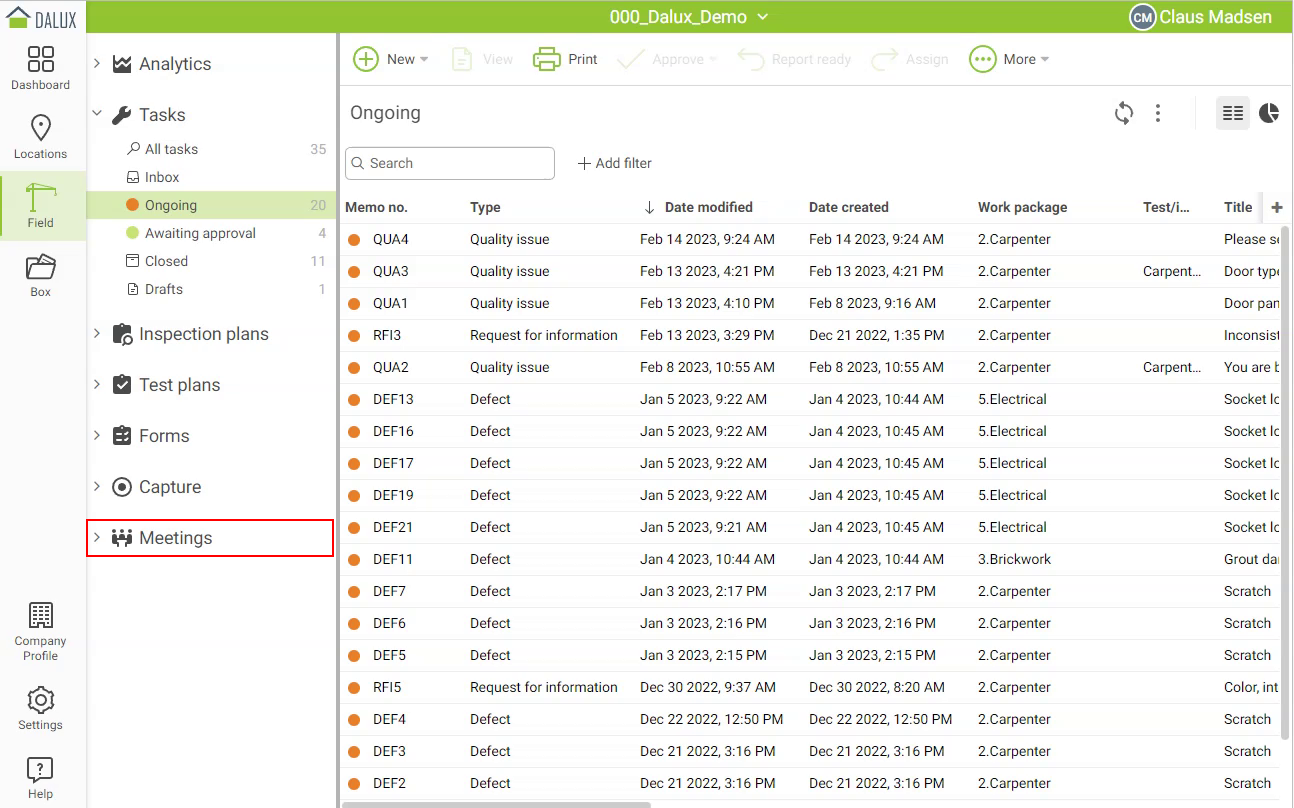 DALUX
000_Dalux_Demo
CM Claus Madsen
Dashboard
Locations
Field
Box
Company
Profile
Settings
Help
Analytics
Tasks
All tasks 35
Inbox
Ongoing 20
Awaiting approval 4
Closed 11
Drafts 1
Inspection plans
Test plans
Forms
Capture
Meetings
New View Print Approve Report ready Assign More
Ongoing
Search + Add filter
Memo no. Type Date modified Date created Work package Test/i... Title +
QUA4 Quality issue Feb 14 2023, 9:24 AM Feb 14 2023, 9:24 AM 2.Carpenter Please se
QUA3 Quality issue Feb 13 2023, 4:21 PM Feb 13 2023, 4:21 PM 2.Carpenter Carpent... Door type
QUA1 Quality issue Feb 13 2023, 4:10 PM Feb 8 2023, 9:16 AM 2.Carpenter Door pan
RFI3 Request for information Feb 13 2023, 3:29 PM Dec 21 2022, 1:35 PM 2.Carpenter Inconsist
QUA2 Quality issue Feb 8 2023, 10:55 AM Feb 8 2023, 10:55 AM 2.Carpenter Carpent... You are b
DEF13 Defect Jan 5 2023, 9:22 AM Jan 4 2023, 10:44 AM 5.Electrical Socket lo
DEF16 Defect Jan 5 2023, 9:22 AM Jan 4 2023, 10:45 AM 5.Electrical Socket lo
DEF17 Defect Jan 5 2023, 9:22 AM Jan 4 2023, 10:45 AM 5.Electrical Socket lo
DEF19 Defect Jan 5 2023, 9:22 AM Jan 4 2023, 10:45 AM 5.Electrical Socket lo
DEF21 Defect Jan 5 2023, 9:21 AM Jan 4 2023, 10:45 AM 5.Electrical Socket lo
DEF11 Defect Jan 4 2023, 10:44 AM Jan 4 2023, 10:44 AM 3.Brickwork Grout da
DEF7 Defect Jan 3 2023, 2:17 PM Jan 3 2023, 2:17 PM 2.Carpenter Scratch
DEF6 Defect Jan 3 2023, 2:16 PM Jan 3 2023, 2:16 PM 2.Carpenter Scratch
DEF5 Defect Jan 3 2023, 2:15 PM Jan 3 2023, 2:15 PM 2.Carpenter Scratch
RFI5 Request for information Dec 30 2022, 9:37 AM Dec 30 2022, 8:20 AM 2.Carpenter Color, int
DEF4 Defect Dec 22 2022, 12:50 PM Dec 22 2022, 12:50 PM 2.Carpenter Scratch
DEF3 Defect Dec 21 2022, 3:16 PM Dec 21 2022, 3:16 PM 2.Carpenter Scratch
DEF2 Defect Dec 21 2022, 3:16 PM Dec 21 2022, 3:16 PM 2.Carpenter Scratch